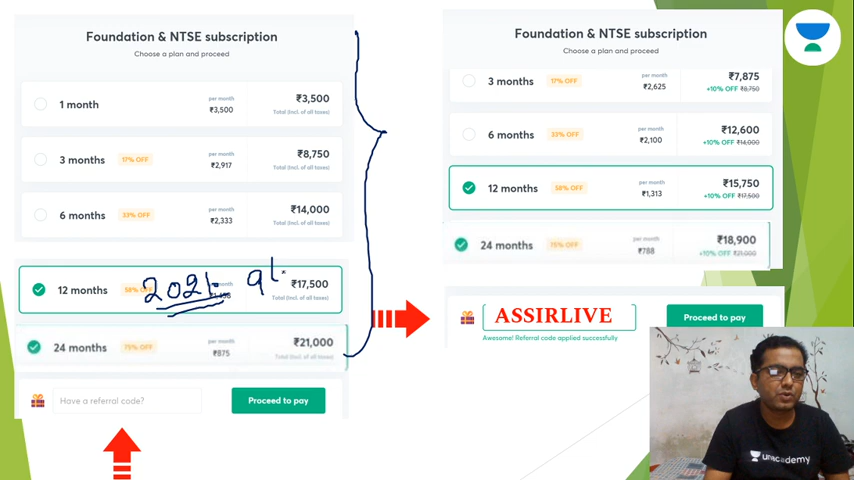 Foundation & NTSE subscription
Choose a plan and proceed
1 month
per month
₹3,500
₹3,500
Total (Incl. of all taxes)
3 months
17% OFF
per month
₹2,917
₹8,750
Total (Incl. of all taxes)
6 months
33% OFF
per month
₹2,333
₹14,000
Total (Incl. of all taxes)
12 months
58% OFF
2021
₹17,500
Total (Incl. of all taxes)
24 months
75% OFF
₹875
₹21,000
Total (Incl. of all taxes)
Have a referral code?
Proceed to pay
Foundation & NTSE subscription
Choose a plan and proceed
3 months
17% OFF
per month
₹2,625
₹7,875
+10% OFF ₹8,750
6 months
33% OFF
per month
₹2,100
₹12,600
+10% OFF ₹14,000
12 months
58% OFF
per month
₹1,313
₹15,750
+10% OFF ₹17,500
24 months
75% OFF
per month
₹788
₹18,900
+10% OFF ₹21,000
ASSIRLIVE
Proceed to pay
Awesome! Referral code applied successfully
unacademy